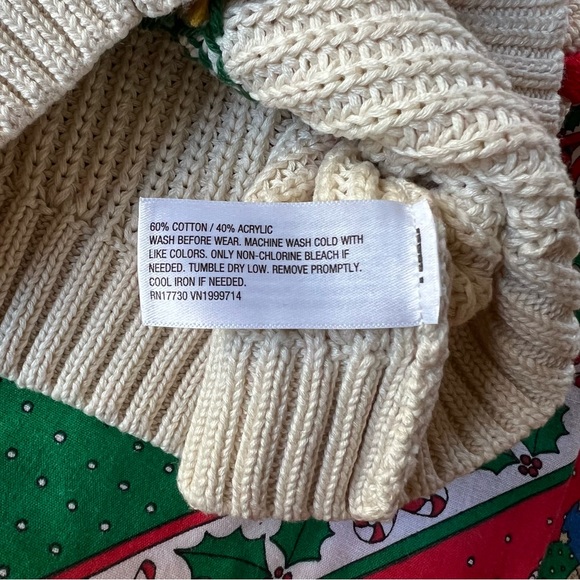 60% COTTON / 40% ACRYLIC
WASH BEFORE WEAR. MACHINE WASH COLD WITH
LIKE COLORS. ONLY NON-CHLORINE BLEACH IF
NEEDED. TUMBLE DRY LOW. REMOVE PROMPTLY.
COOL IRON IF NEEDED.
RN17730 VN1999714